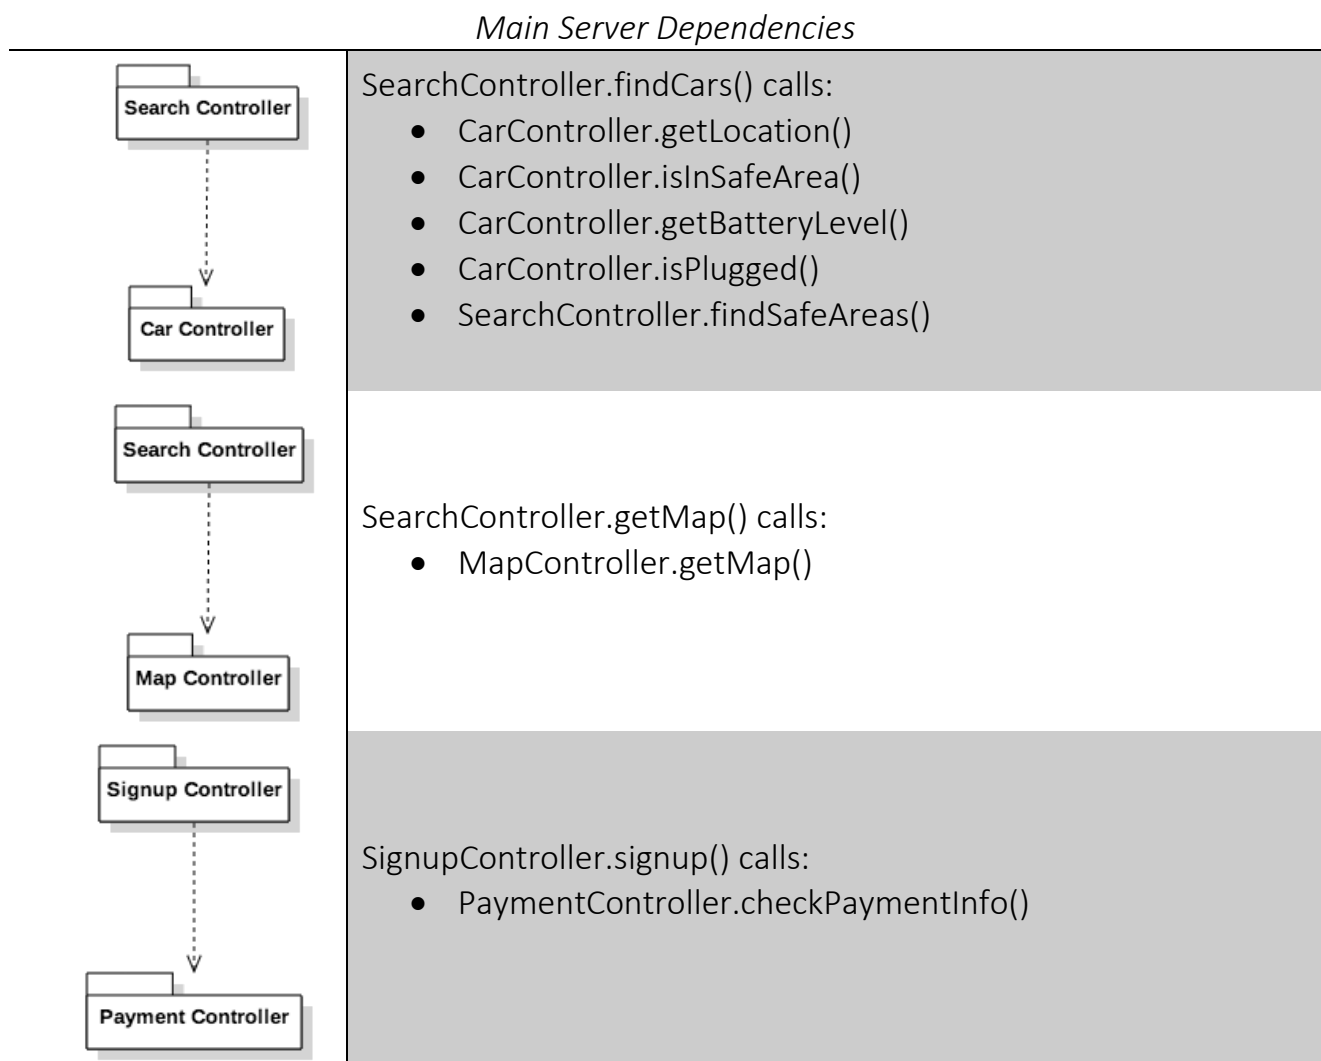 Main Server Dependencies
Search Controller
Car Controller
SearchController.findCars() calls:
• CarController.getLocation()
• CarController.isInSafeArea()
• CarController.getBatteryLevel()
• CarController.isPlugged()
• SearchController.findSafeAreas()
Search Controller
Map Controller
SearchController.getMap() calls:
• MapController.getMap()
Signup Controller
Payment Controller
SignupController.signup() calls:
• PaymentController.checkPaymentInfo()